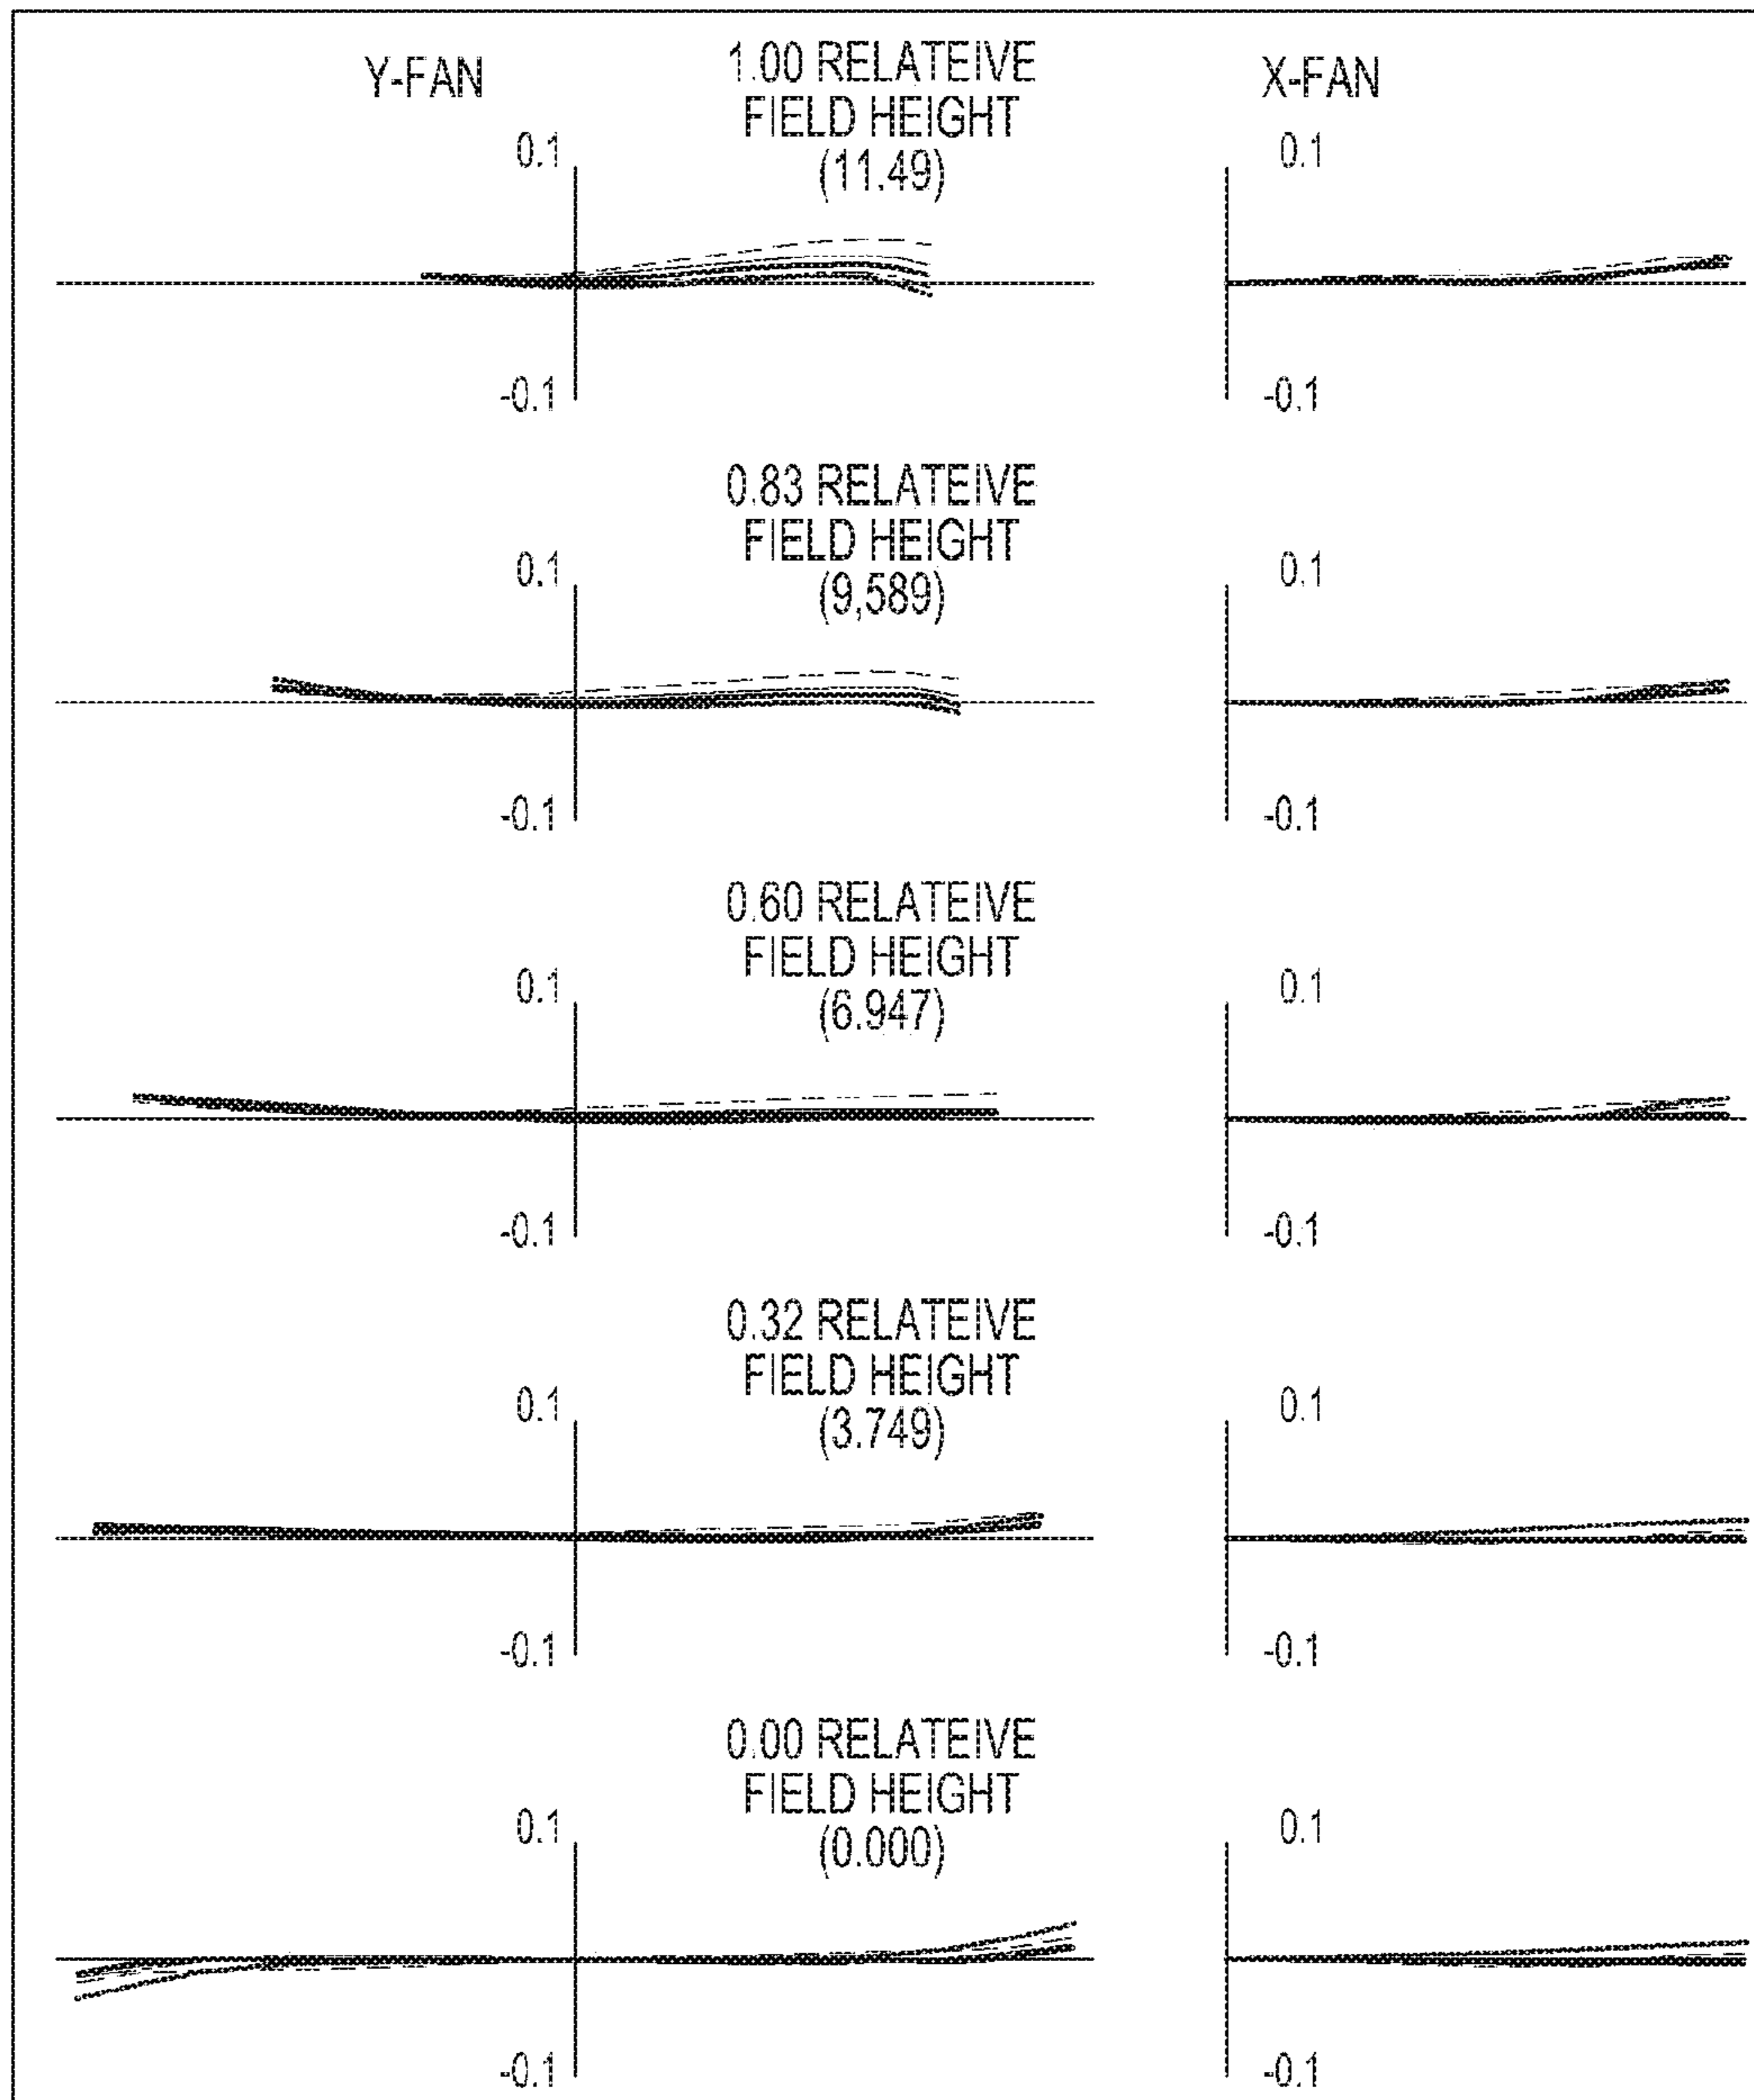 Y-FAN
1.00 RELATEIVE
FIELD HEIGHT
(11.49)
X-FAN
0.1
0.1
-0.1
-0.1
0.83 RELATEIVE
FIELD HEIGHT
(9,589)
0.1
0.1
-0.1
-0.1
0.60 RELATEIVE
FIELD HEIGHT
(6.947)
0.1
0.1
-0.1
-0.1
0.32 RELATEIVE
FIELD HEIGHT
(3.749)
0.1
0.1
-0.1
-0.1
0.00 RELATEIVE
FIELD HEIGHT
(0.000)
0.1
0.1
-0.1
-0.1